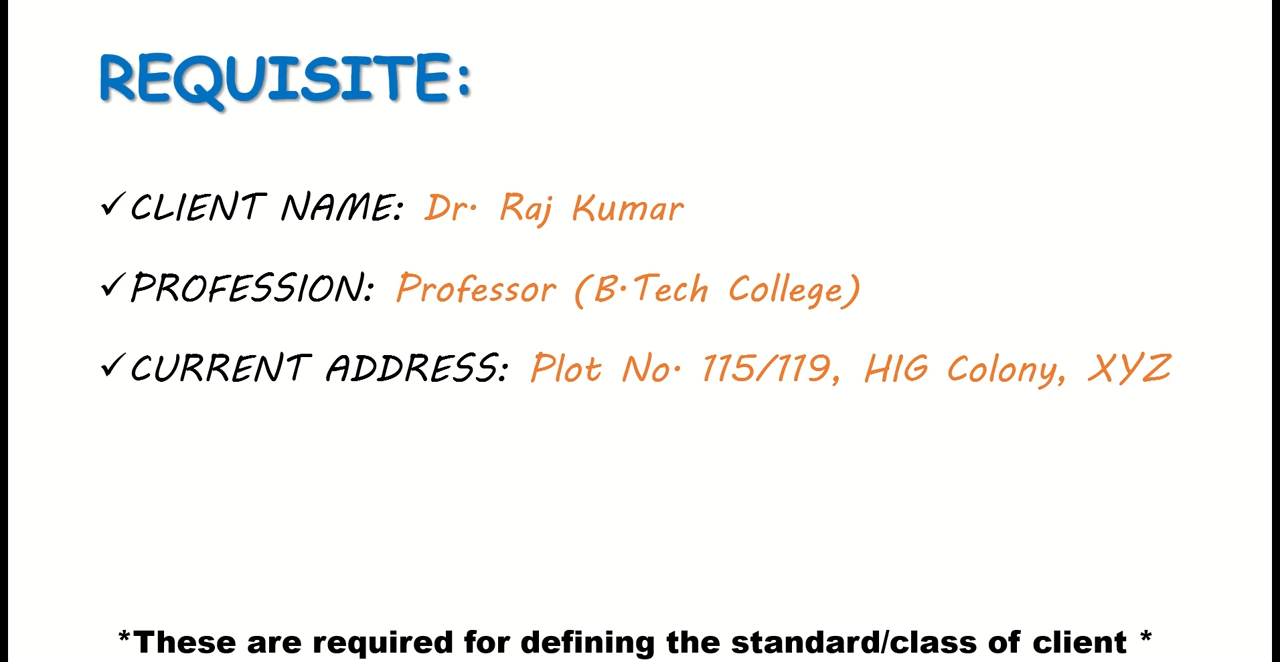 REQUISITE:
✓CLIENT NAME: Dr. Raj Kumar
✓PROFESSION: Professor (B.Tech College)
✓CURRENT ADDRESS: Plot No. 115/119, HIG Colony, XYZ
*These are required for defining the standard/class of client *